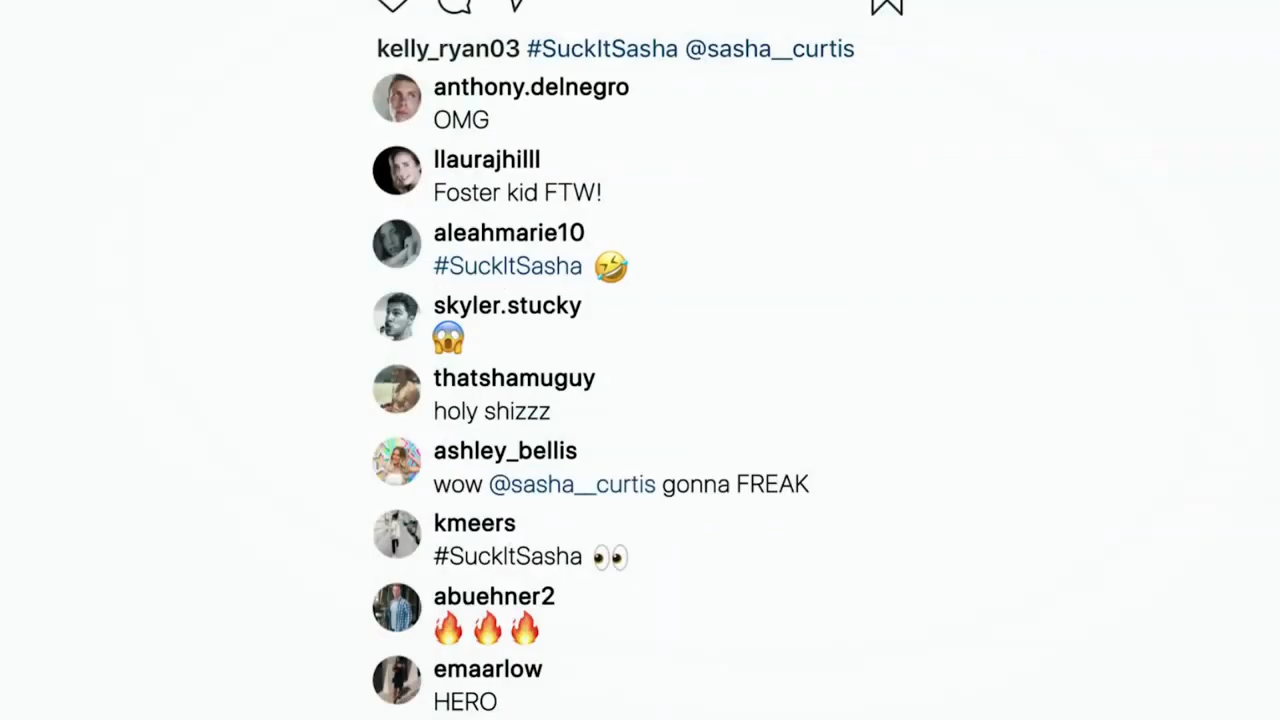 kelly_ryan03 #SuckItSasha @sasha__curtis
anthony.delnegro
OMG
llaurajhilll
Foster kid FTW!
aleahmarie10
#SuckItSasha 🤣
skyler.stucky
😱
thatshamuguy
holy shizzz
ashley_bellis
wow @sasha__curtis gonna FREAK
kmeers
#SuckItSasha 👀
abuehner2
🔥🔥🔥
emaarlow
HERO